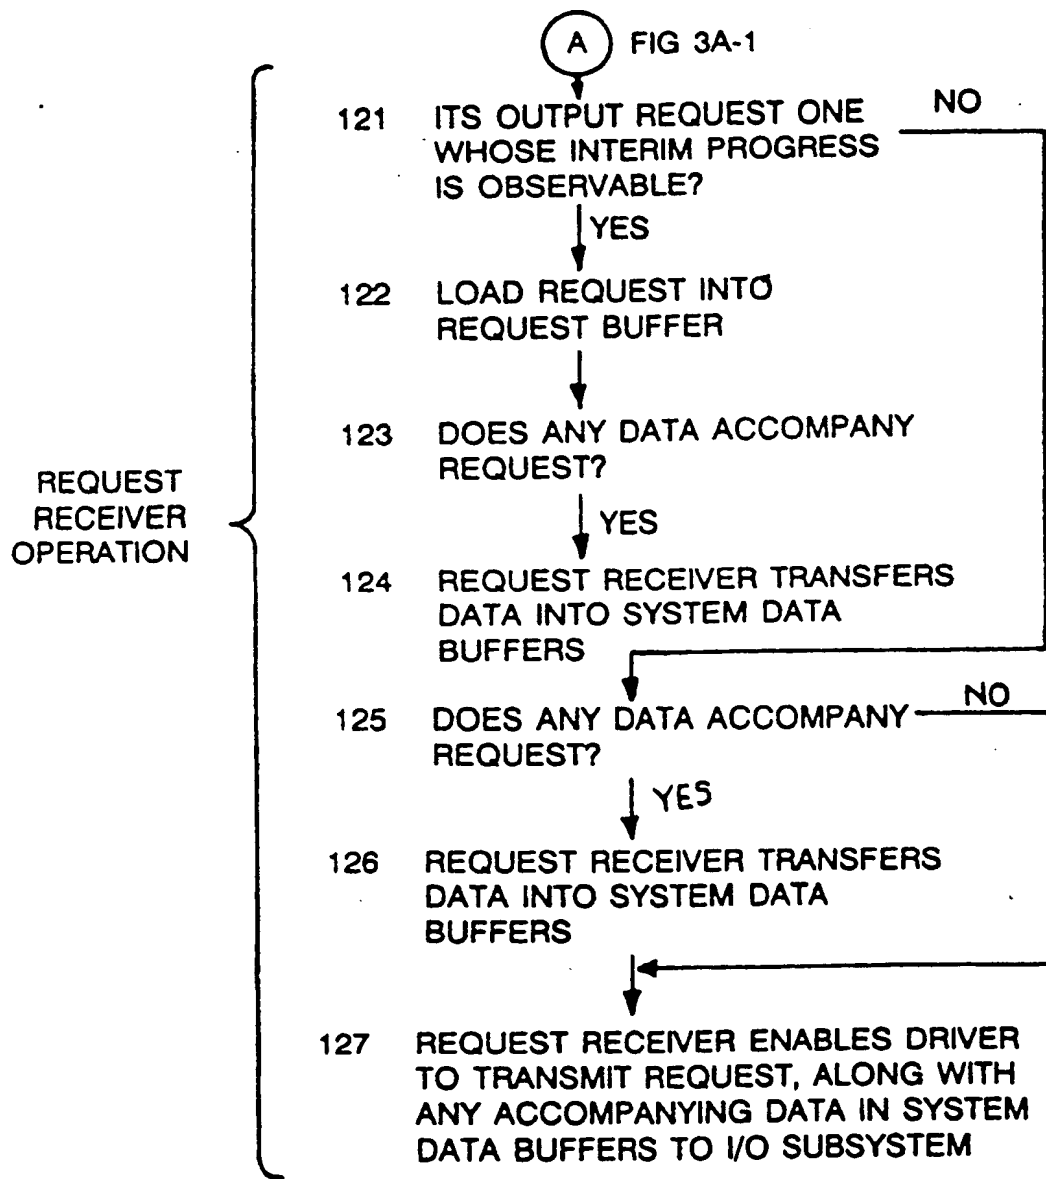 A FIG 3A-1
121 ITS OUTPUT REQUEST ONE NO
WHOSE INTERIM PROGRESS
IS OBSERVABLE?
YES
122 LOAD REQUEST INTO
REQUEST BUFFER
123 DOES ANY DATA ACCOMPANY
REQUEST?
YES
REQUEST
RECEIVER
OPERATION
124 REQUEST RECEIVER TRANSFERS
DATA INTO SYSTEM DATA
BUFFERS
125 DOES ANY DATA ACCOMPANY NO
REQUEST?
YES
126 REQUEST RECEIVER TRANSFERS
DATA INTO SYSTEM DATA
BUFFERS
127 REQUEST RECEIVER ENABLES DRIVER
TO TRANSMIT REQUEST, ALONG WITH
ANY ACCOMPANYING DATA IN SYSTEM
DATA BUFFERS TO I/O SUBSYSTEM